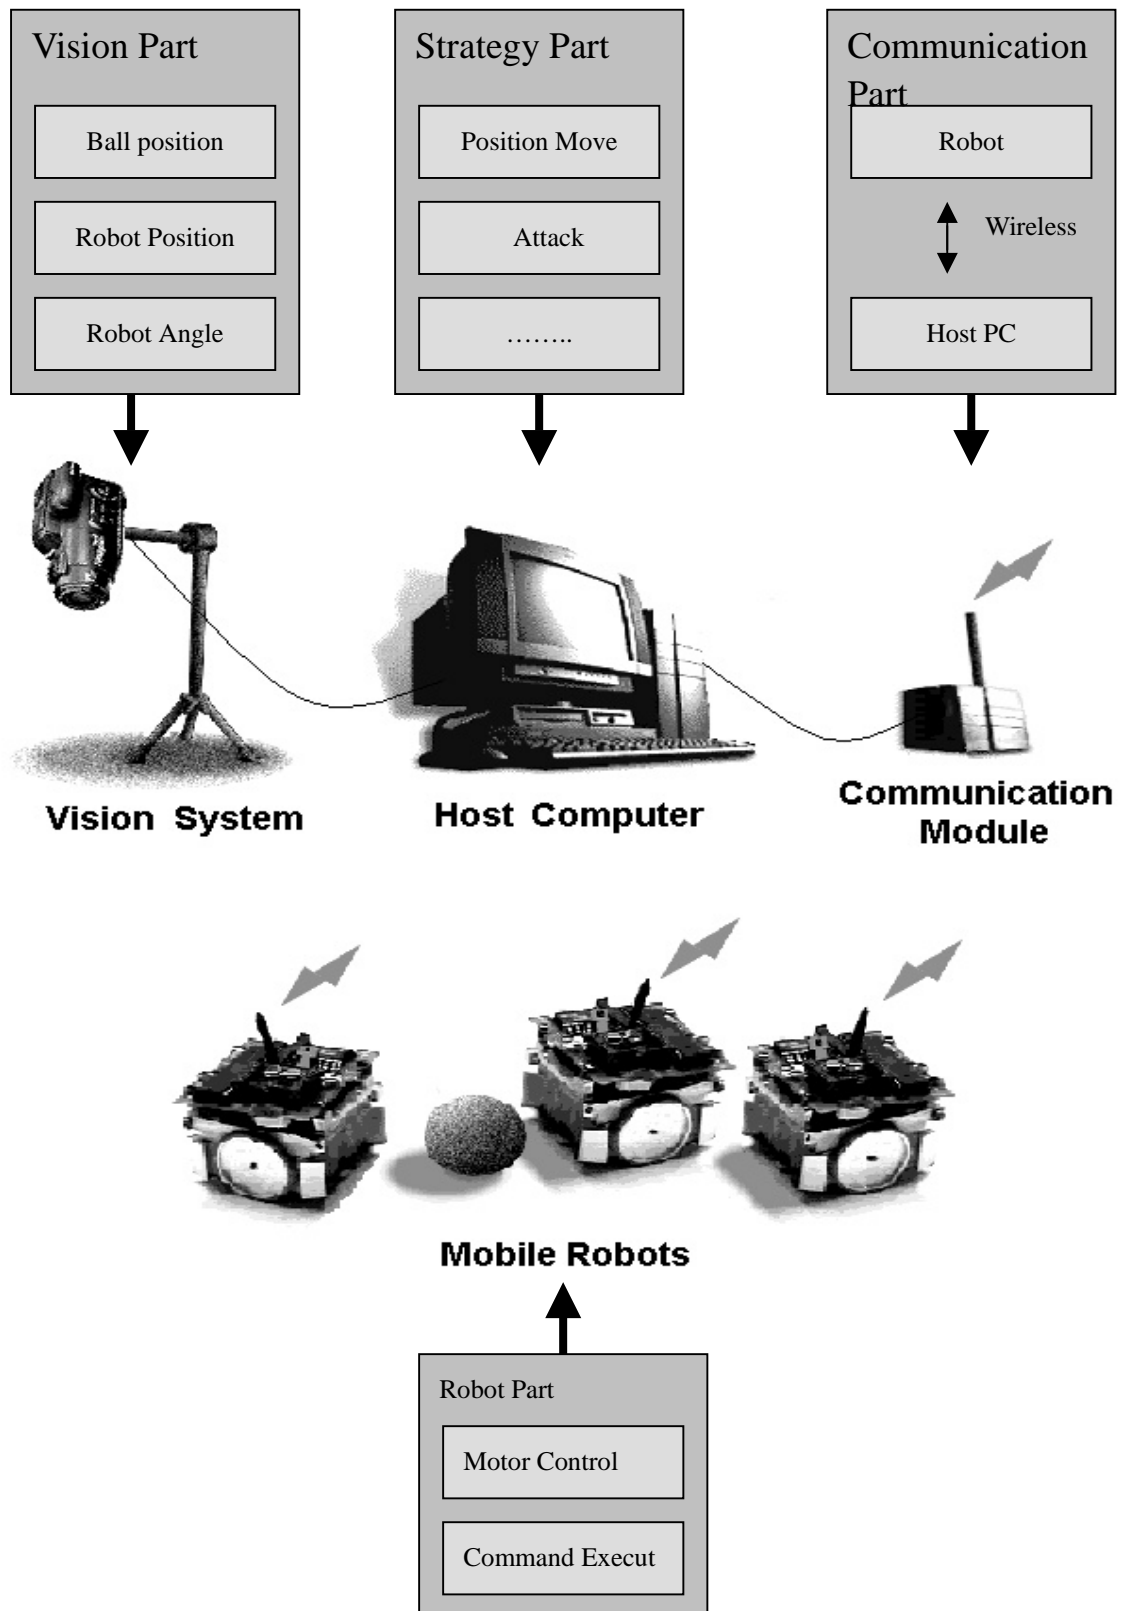 Vision Part
Ball position
Robot Position
Robot Angle
Strategy Part
Position Move
Attack
........
Communication
Part
Robot
Wireless
Host PC
Vision System
Host Computer
Communication
Module
Mobile Robots
Robot Part
Motor Control
Command Execut